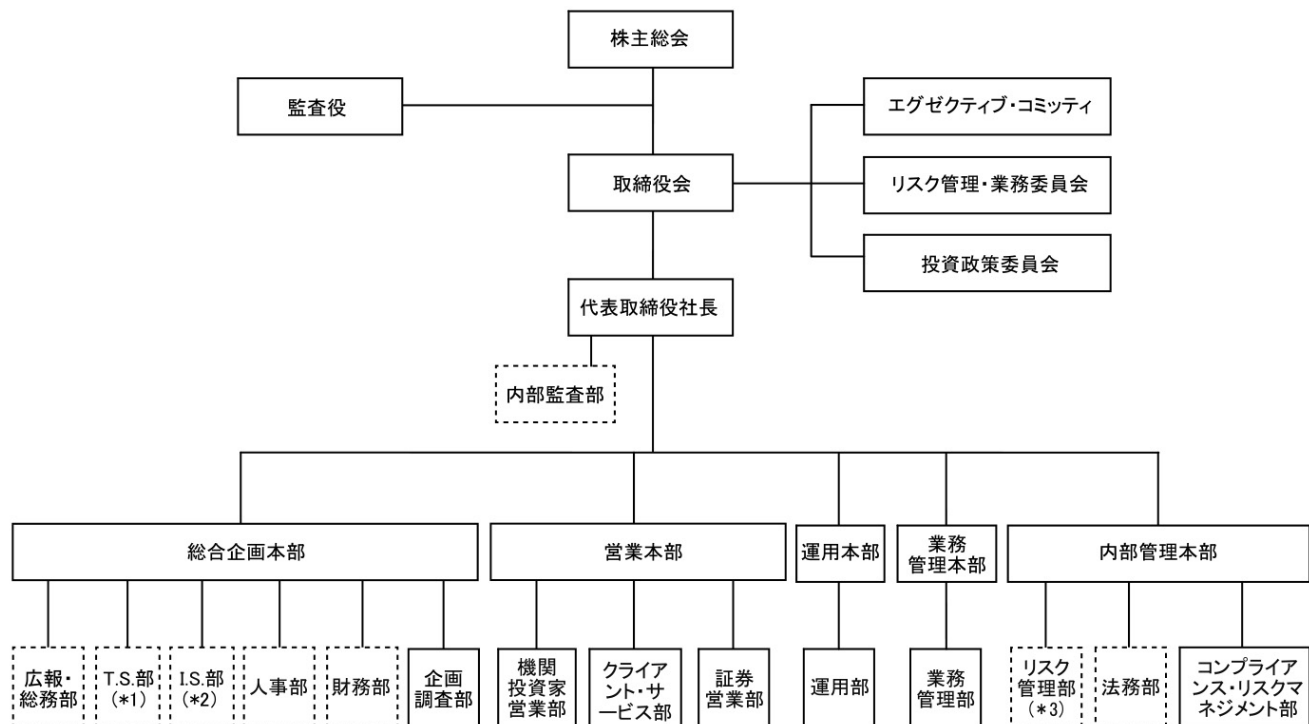 株主総会
監査役
エグゼクティブ・コミッティ
取締役会
リスク管理・業務委員会
投資政策委員会
代表取締役社長
内部監査部
総合企画本部
営業本部
運用本部
業務
管理本部
内部管理本部
広報・
総務部
T.S.部
(*1)
I.S.部
(*2)
人事部
財務部
企画
調査部
機関
投資家
営業部
クライア
ント・サ
ービス部
証券
営業部
運用部
業務
管理部
リスク
管理部
(*3)
法務部
コンプライア
ンス・リスクマ
ネジメント部